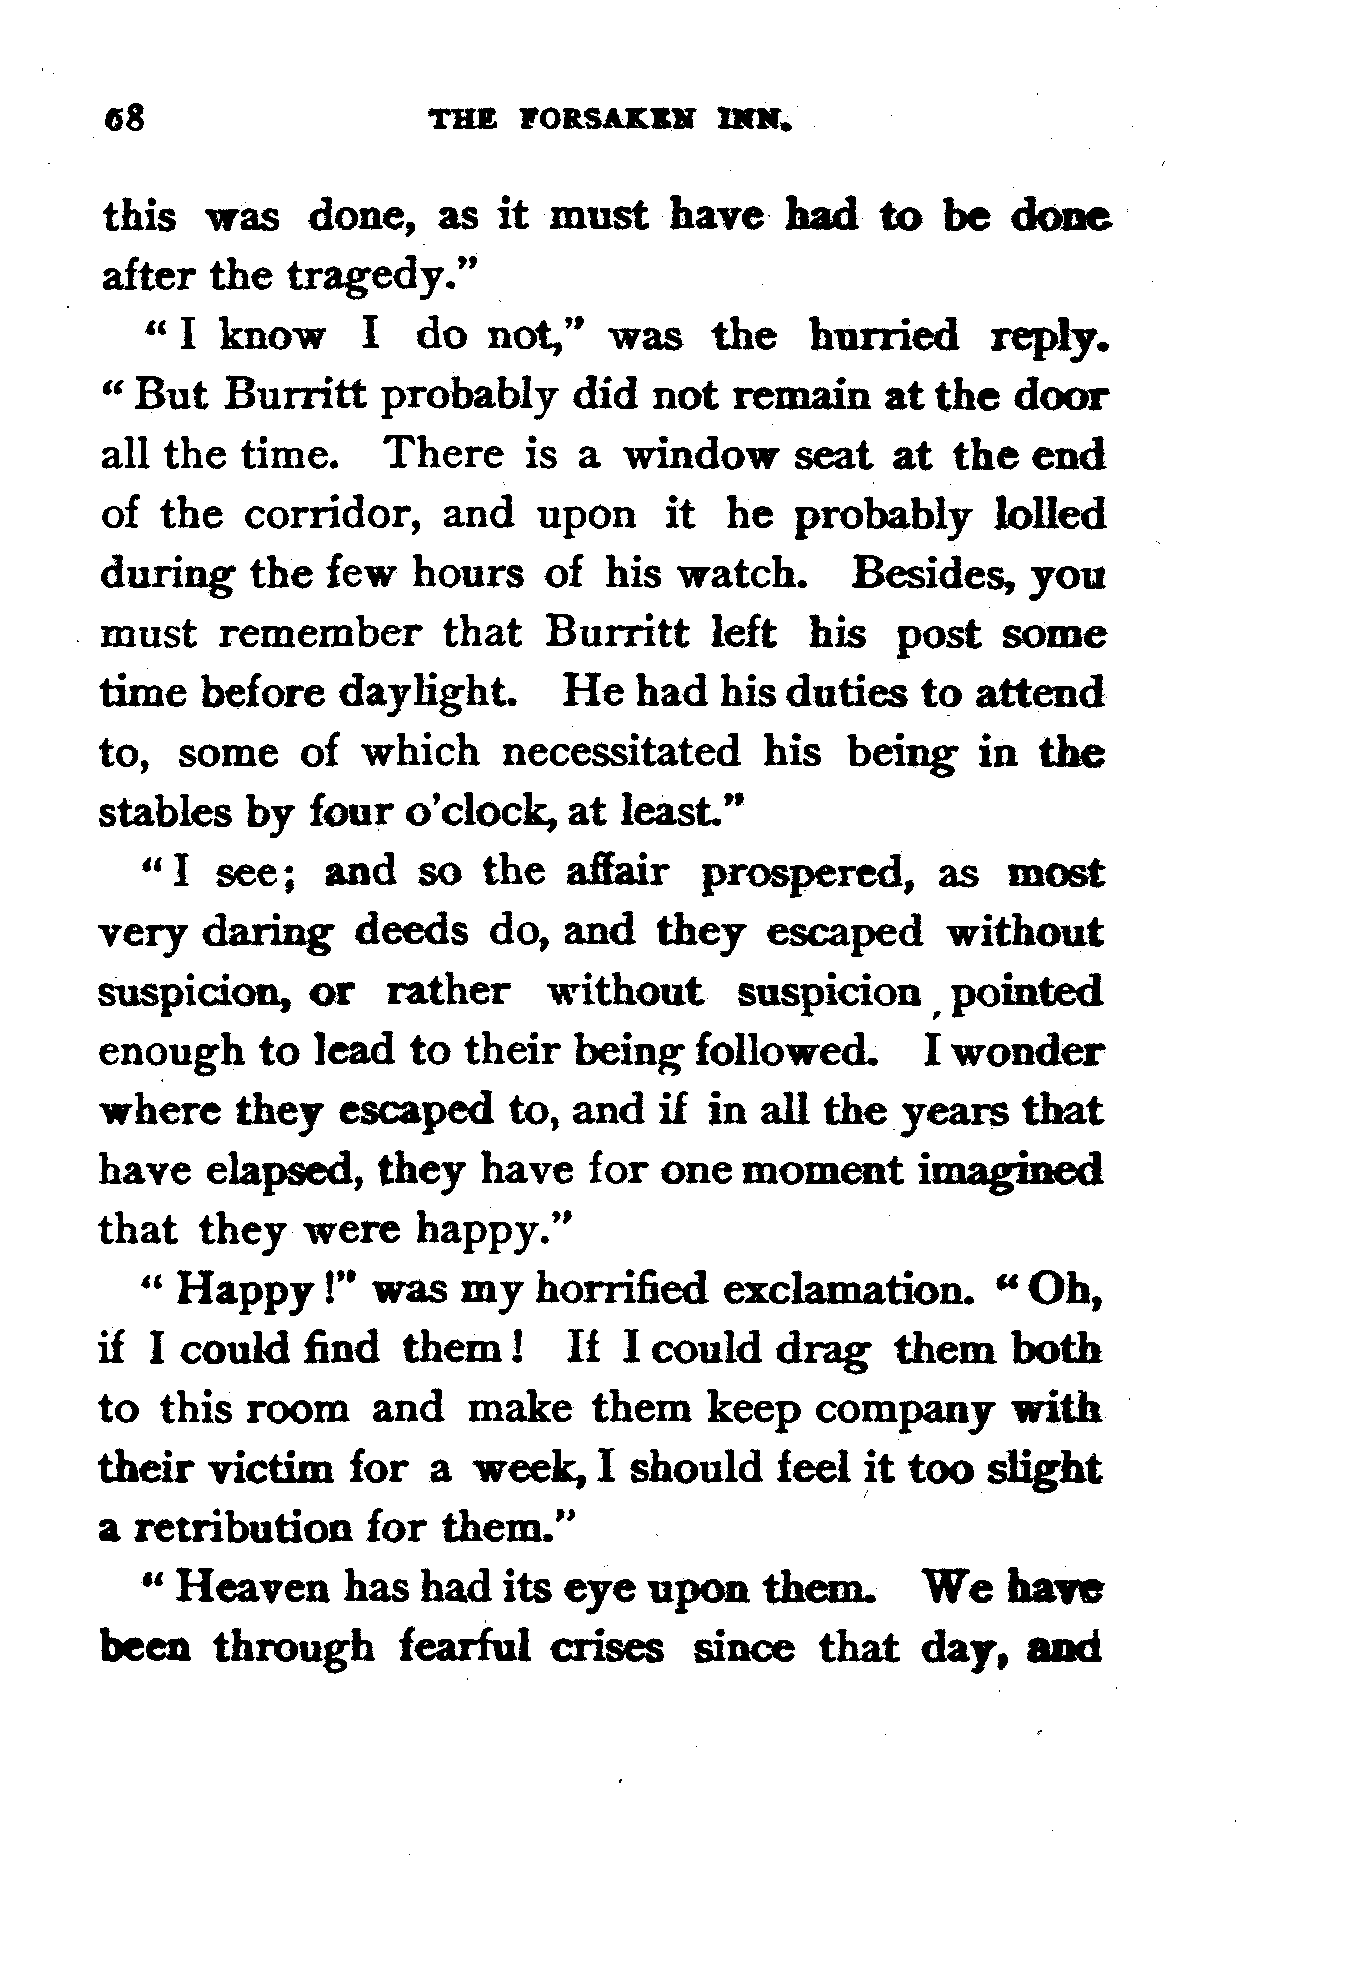 68 THE FORSAKEN INN.
this was done, as it must have had to be done
after the tragedy."
"I know I do not," was the hurried reply.
"But Burritt probably did not remain at the door
all the time. There is a window seat at the end
of the corridor, and upon it he probably lolled
during the few hours of his watch. Besides, you
must remember that Burritt left his post some
time before daylight. He had his duties to attend
to, some of which necessitated his being in the
stables by four o'clock, at least."
"I see; and so the affair prospered, as most
very daring deeds do, and they escaped without
suspicion, or rather without suspicion pointed
enough to lead to their being followed. I wonder
where they escaped to, and if in all the years that
have elapsed, they have for one moment imagined
that they were happy."
"Happy!" was my horrified exclamation. "Oh,
if I could find them! If I could drag them both
to this room and make them keep company with
their victim for a week, I should feel it too slight
a retribution for them."
"Heaven has had its eye upon them. We have
been through fearful crises since that day, and